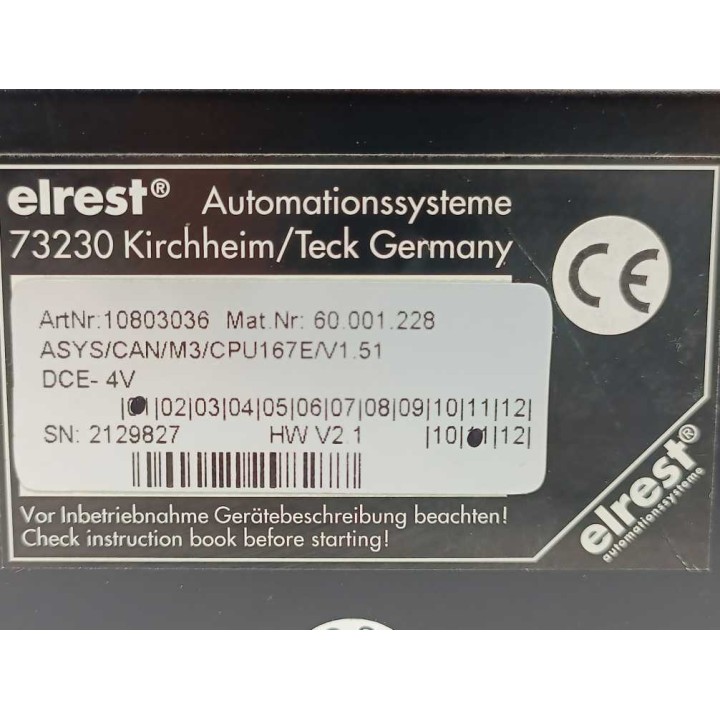 elrest® Automationssysteme
73230 Kirchheim/Teck Germany
CE
ArtNr:10803036 Mat.Nr: 60.001.228
ASYS/CAN/M3/CPU167E/V1.51
DCE- 4V
|01|02|03|04|05|06|07|08|09|10|11|12|
SN: 2129827 HW V2.1 |10|11|12|
Vor Inbetriebnahme Gerätebeschreibung beachten!
Check instruction book before starting!
elrest®
automationssysteme